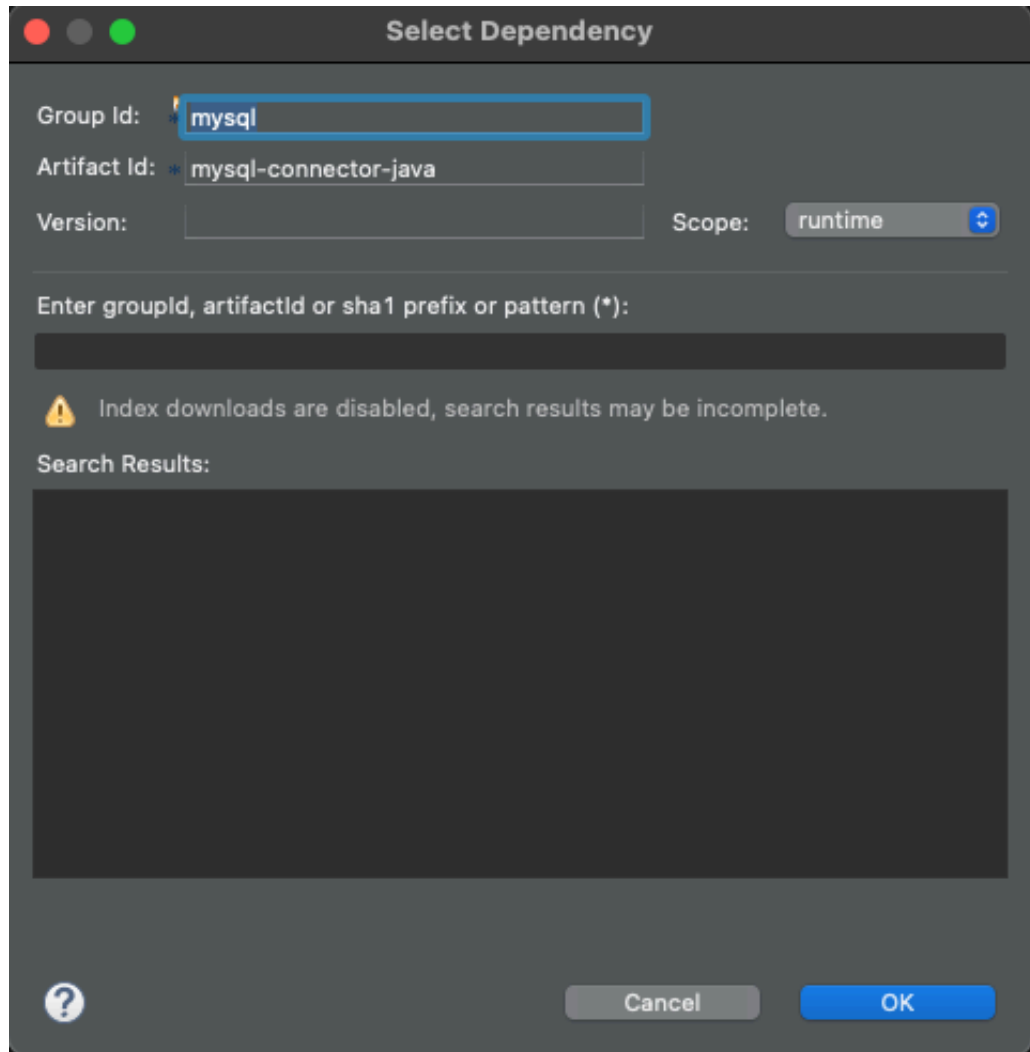 Select Dependency
Group Id: * mysql
Artifact Id: * mysql-connector-java
Version: Scope: runtime
Enter groupId, artifactId or sha1 prefix or pattern (*):
Index downloads are disabled, search results may be incomplete.
Search Results:
? Cancel OK